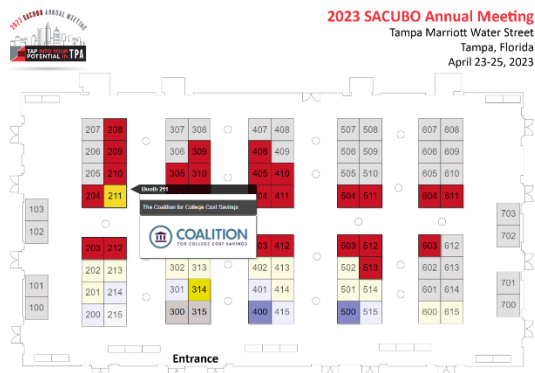 2023 SACUBO ANNUAL MEETING
TAP INTO YOUR
POTENTIAL IN TPA
2023 SACUBO Annual Meeting
Tampa Marriott Water Street
Tampa, Florida
April 23-25, 2023
207 208 307 308 407 408 507 508 607 608
206 209 306 309 406 409 506 509 606 609
205 210 305 310 405 410 505 510 605 610
204 211 404 411 504 511 604 611
Booth 211
The Coalition for College Cost Savings
COALITION
FOR COLLEGE COST SAVINGS
103 703
102 702
203 212 403 412 503 512 603 612
202 213 302 313 402 413 502 513 602 613
101 201 214 301 314 401 414 501 514 601 614 701
100 200 215 300 315 400 415 500 515 600 615 700
Entrance